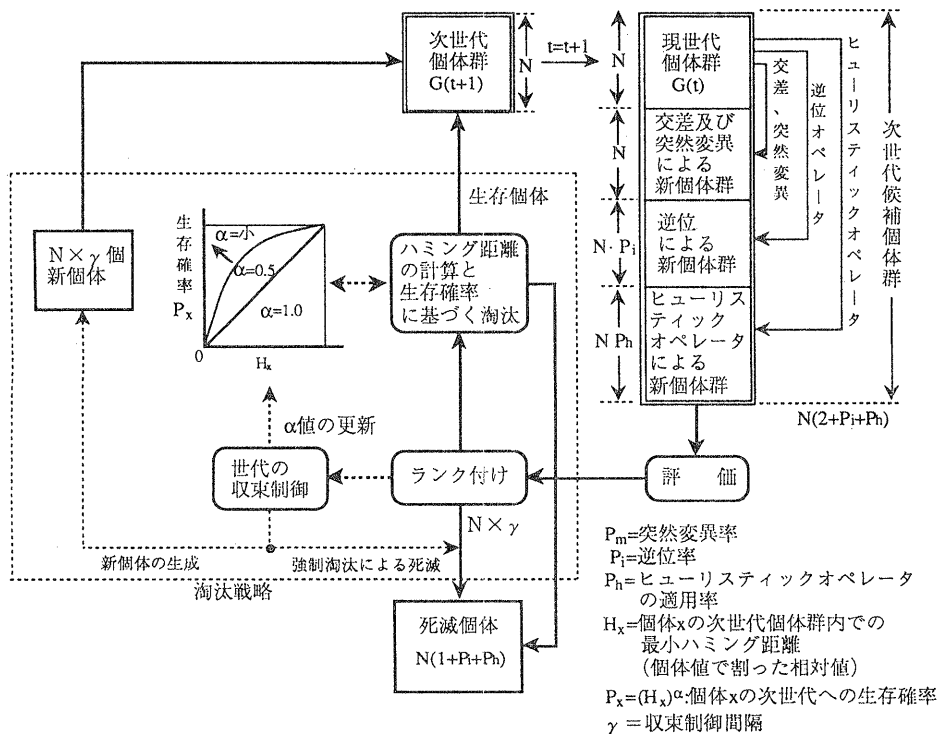 次世代
個体群
G(t+1)
N
t=t+1
N
現世代
個体群
G(t)
N
交差及び
突然変異
による
新個体群
N・Pi
逆位
による
新個体群
N Ph
ヒューリス
ティック
オペレータ
による
新個体群
交差、突然変異
逆位オペレータ
ヒューリスティックオペレータ
次世代候補個体群
N(2+Pi+Ph)
生存個体
N×γ 個
新個体
生存確率
Px
α=小
α=0.5
α=1.0
0
Hx
ハミング距離
の計算と
生存確率
に基づく淘汰
α値の更新
世代の
収束制御
ランク付け
評 価
N×γ
新個体の生成
強制淘汰による死滅
淘汰戦略
死滅個体
N(1+Pi+Ph)
Pm=突然変異率
Pi=逆位率
Ph=ヒューリスティックオペレータ
の適用率
Hx=個体xの次世代個体群内での
最小ハミング距離
(個体値で割った相対値)
Px=(Hx)α:個体xの次世代への生存確率
γ=収束制御間隔